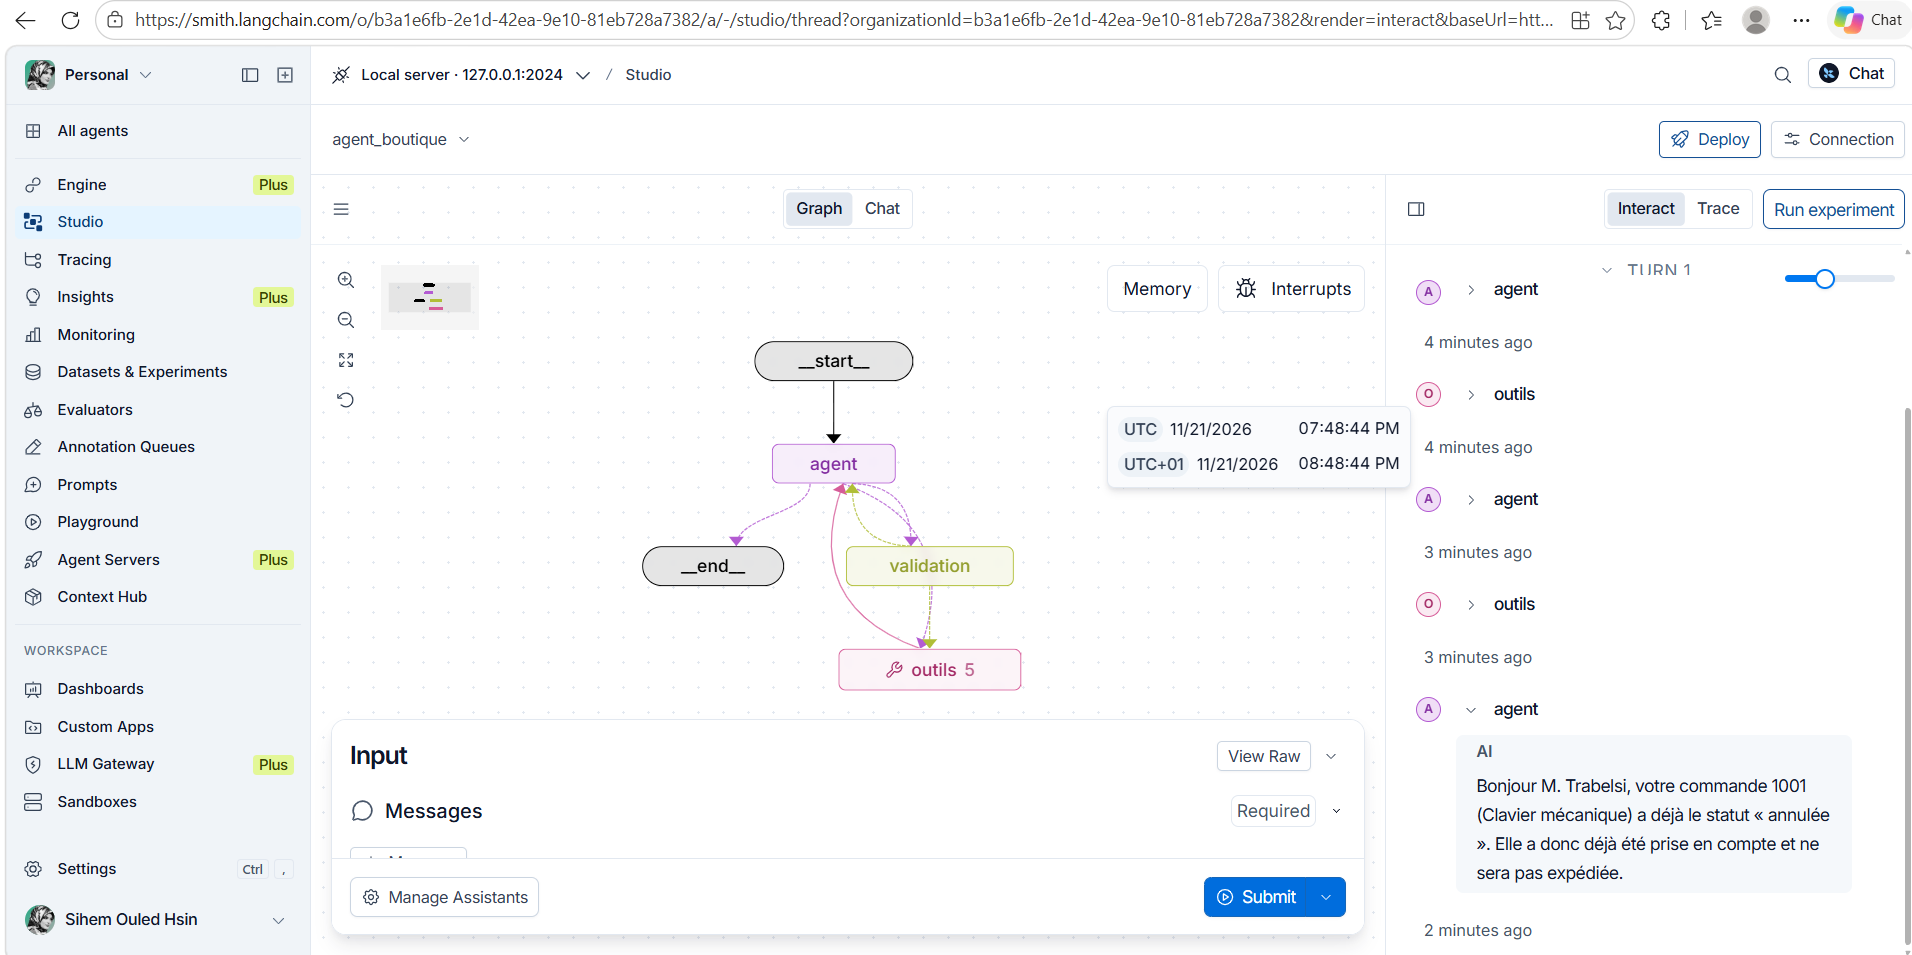 https://smith.langchain.com/o/b3a1e6fb-2e1d-42ea-9e10-81eb728a7382/a/-/studio/thread?organizationId=b3a1e6fb-2e1d-42ea-9e10-81eb728a7382&render=interact&baseUrl=htt...
Chat
Personal
Local server · 127.0.0.1:2024 / Studio
Chat
All agents
agent_boutique
Deploy
Connection
Engine Plus
Studio
Tracing
Insights Plus
Monitoring
Datasets & Experiments
Evaluators
Annotation Queues
Prompts
Playground
Agent Servers Plus
Context Hub
WORKSPACE
Dashboards
Custom Apps
LLM Gateway Plus
Sandboxes
Settings Ctrl ,
Sihem Ouled Hsin
Graph Chat
Memory
Interrupts
__start__
agent
__end__
validation
outils 5
UTC 11/21/2026 07:48:44 PM
UTC+01 11/21/2026 08:48:44 PM
Input
View Raw
Messages
Required
Manage Assistants
Submit
Interact Trace
Run experiment
TURN 1
A agent
4 minutes ago
O outils
4 minutes ago
A agent
3 minutes ago
O outils
3 minutes ago
A agent
AI
Bonjour M. Trabelsi, votre commande 1001
(Clavier mécanique) a déjà le statut « annulée
». Elle a donc déjà été prise en compte et ne
sera pas expédiée.
2 minutes ago